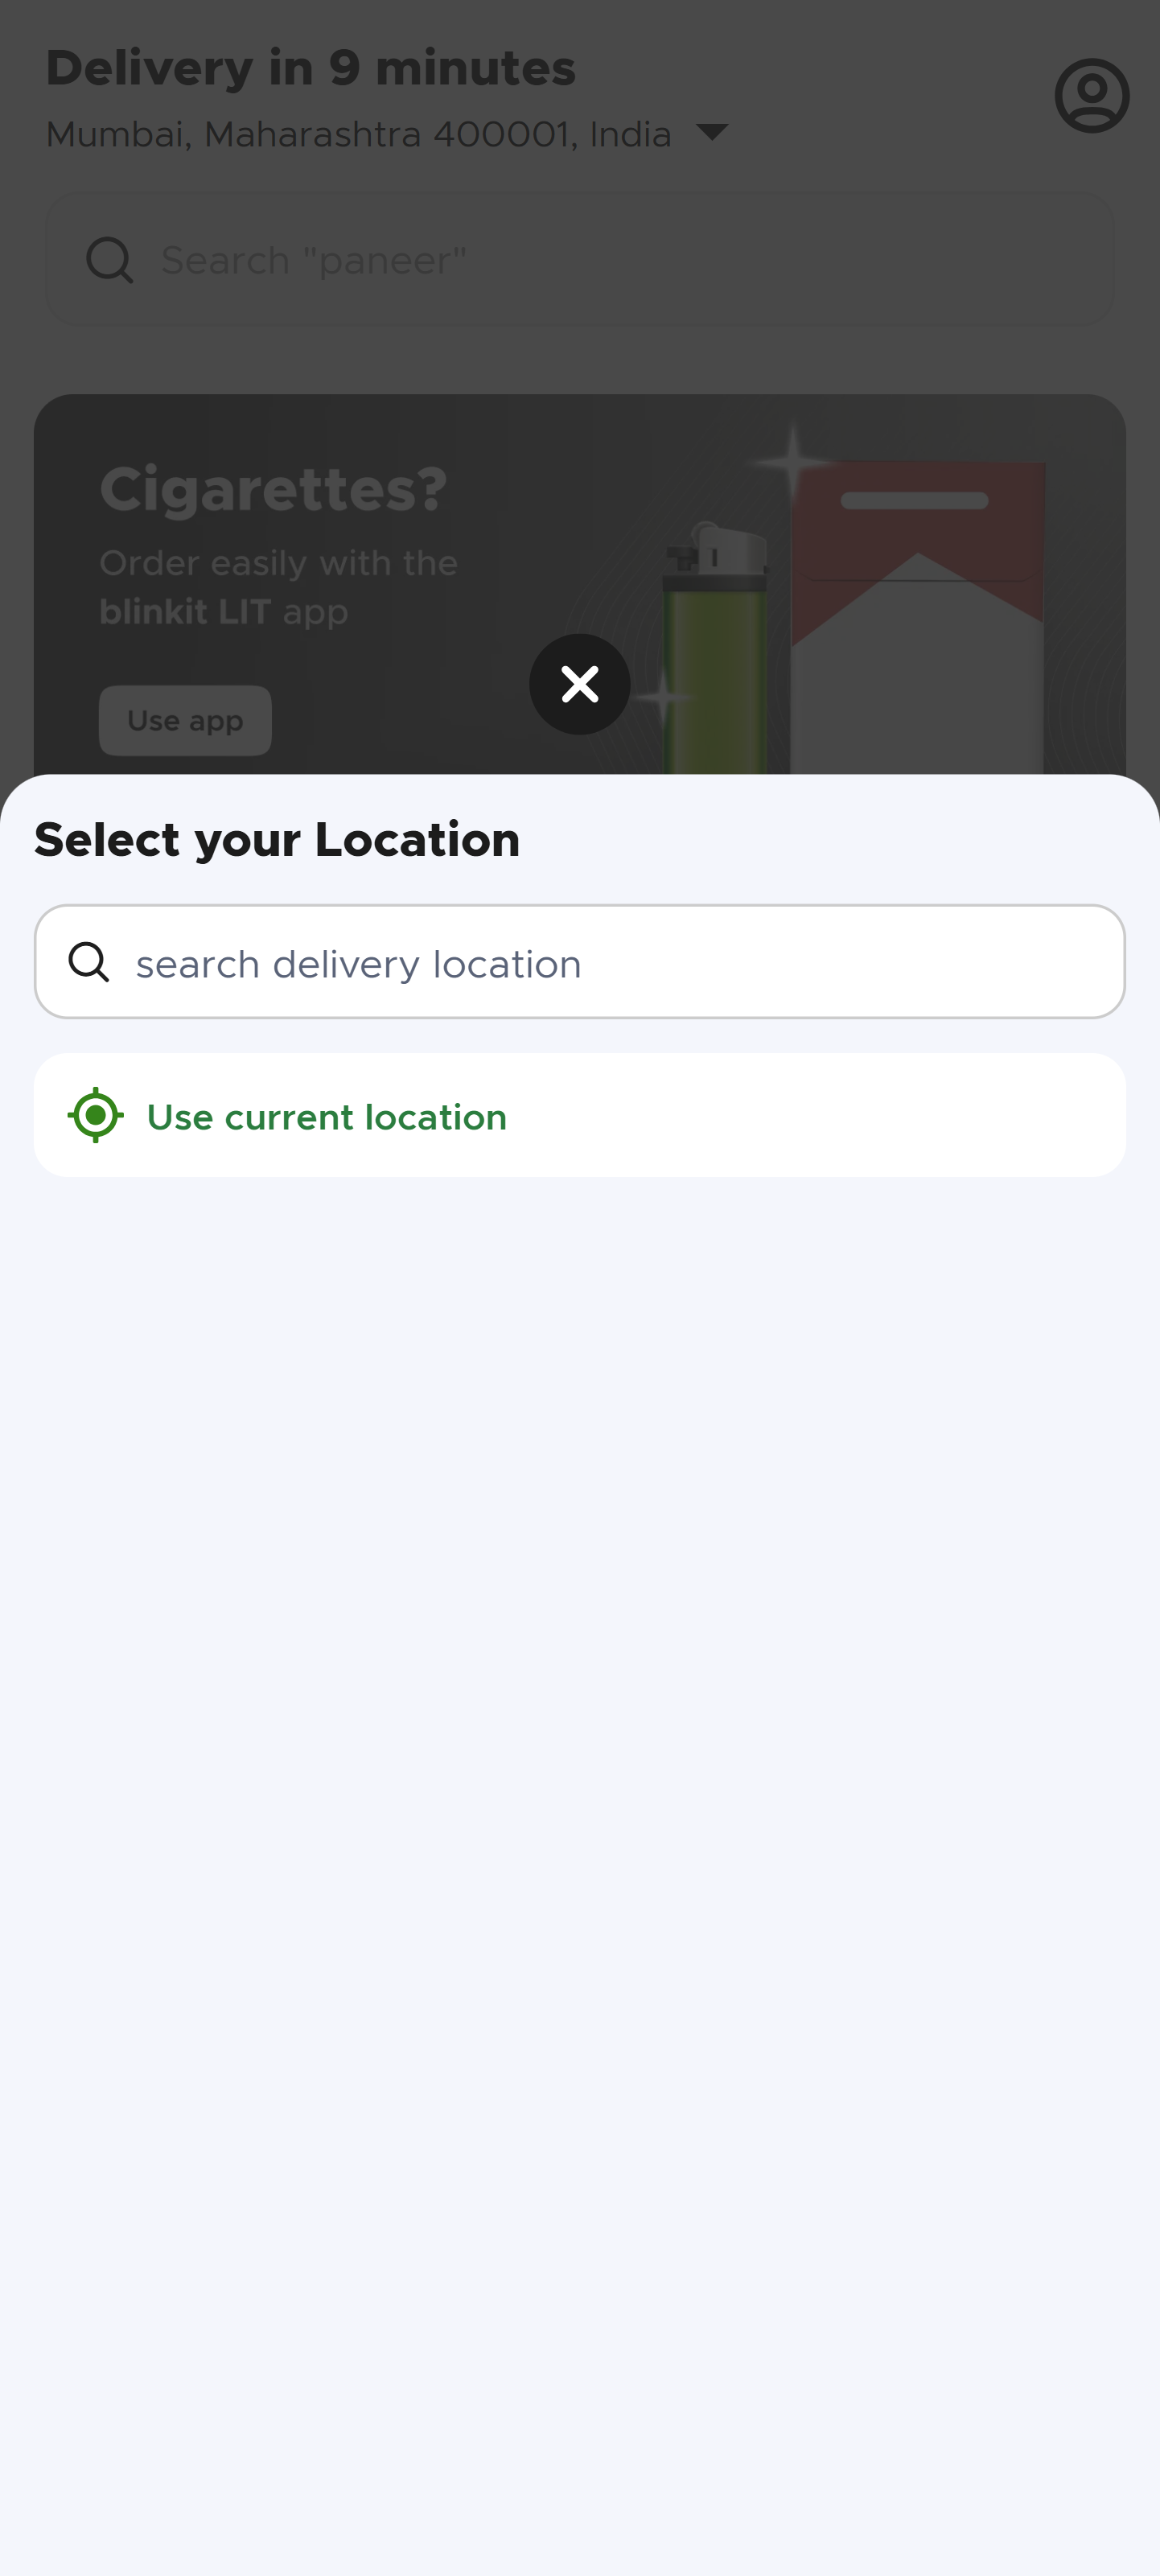 Delivery in 9 minutes
Mumbai, Maharashtra 400001, India
Search "paneer"
Cigarettes?
Order easily with the
blinkit LIT app
Use app
Select your Location
search delivery location
Use current location